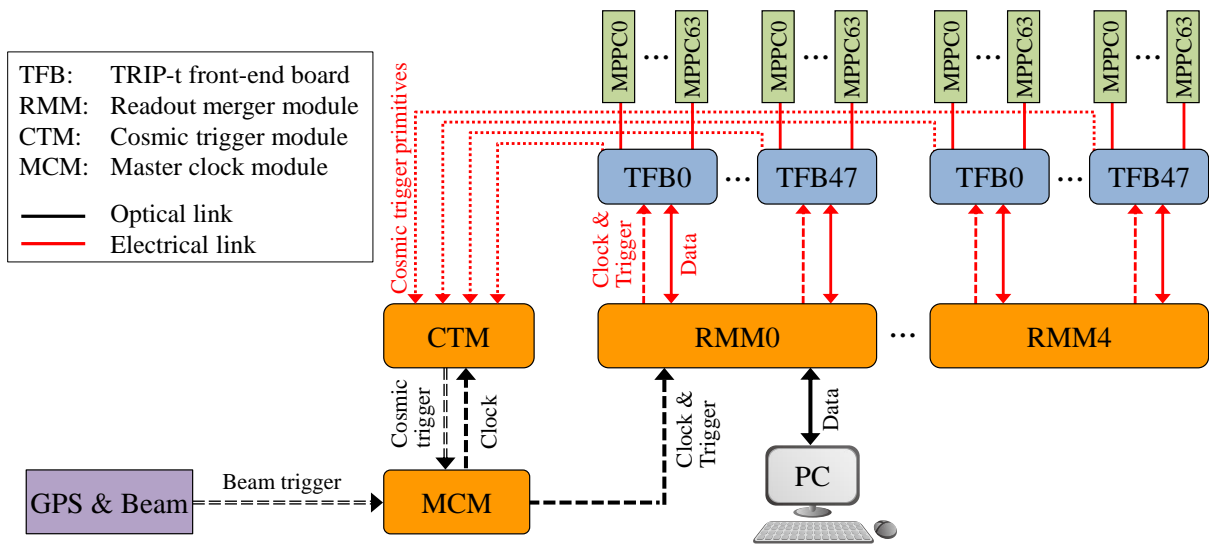 TFB: TRIP-t front-end board
RMM: Readout merger module
CTM: Cosmic trigger module
MCM: Master clock module
Optical link
Electrical link
MPPC0 ... MPPC63 MPPC0 ... MPPC63 MPPC0 ... MPPC63 MPPC0 ... MPPC63
TFB0 ... TFB47 ... TFB0 ... TFB47
Cosmic trigger primitives
Clock &
Trigger
Data
CTM
RMM0 ... RMM4
Cosmic
trigger
Clock
Clock &
Trigger
Data
GPS & Beam
Beam trigger
MCM
PC